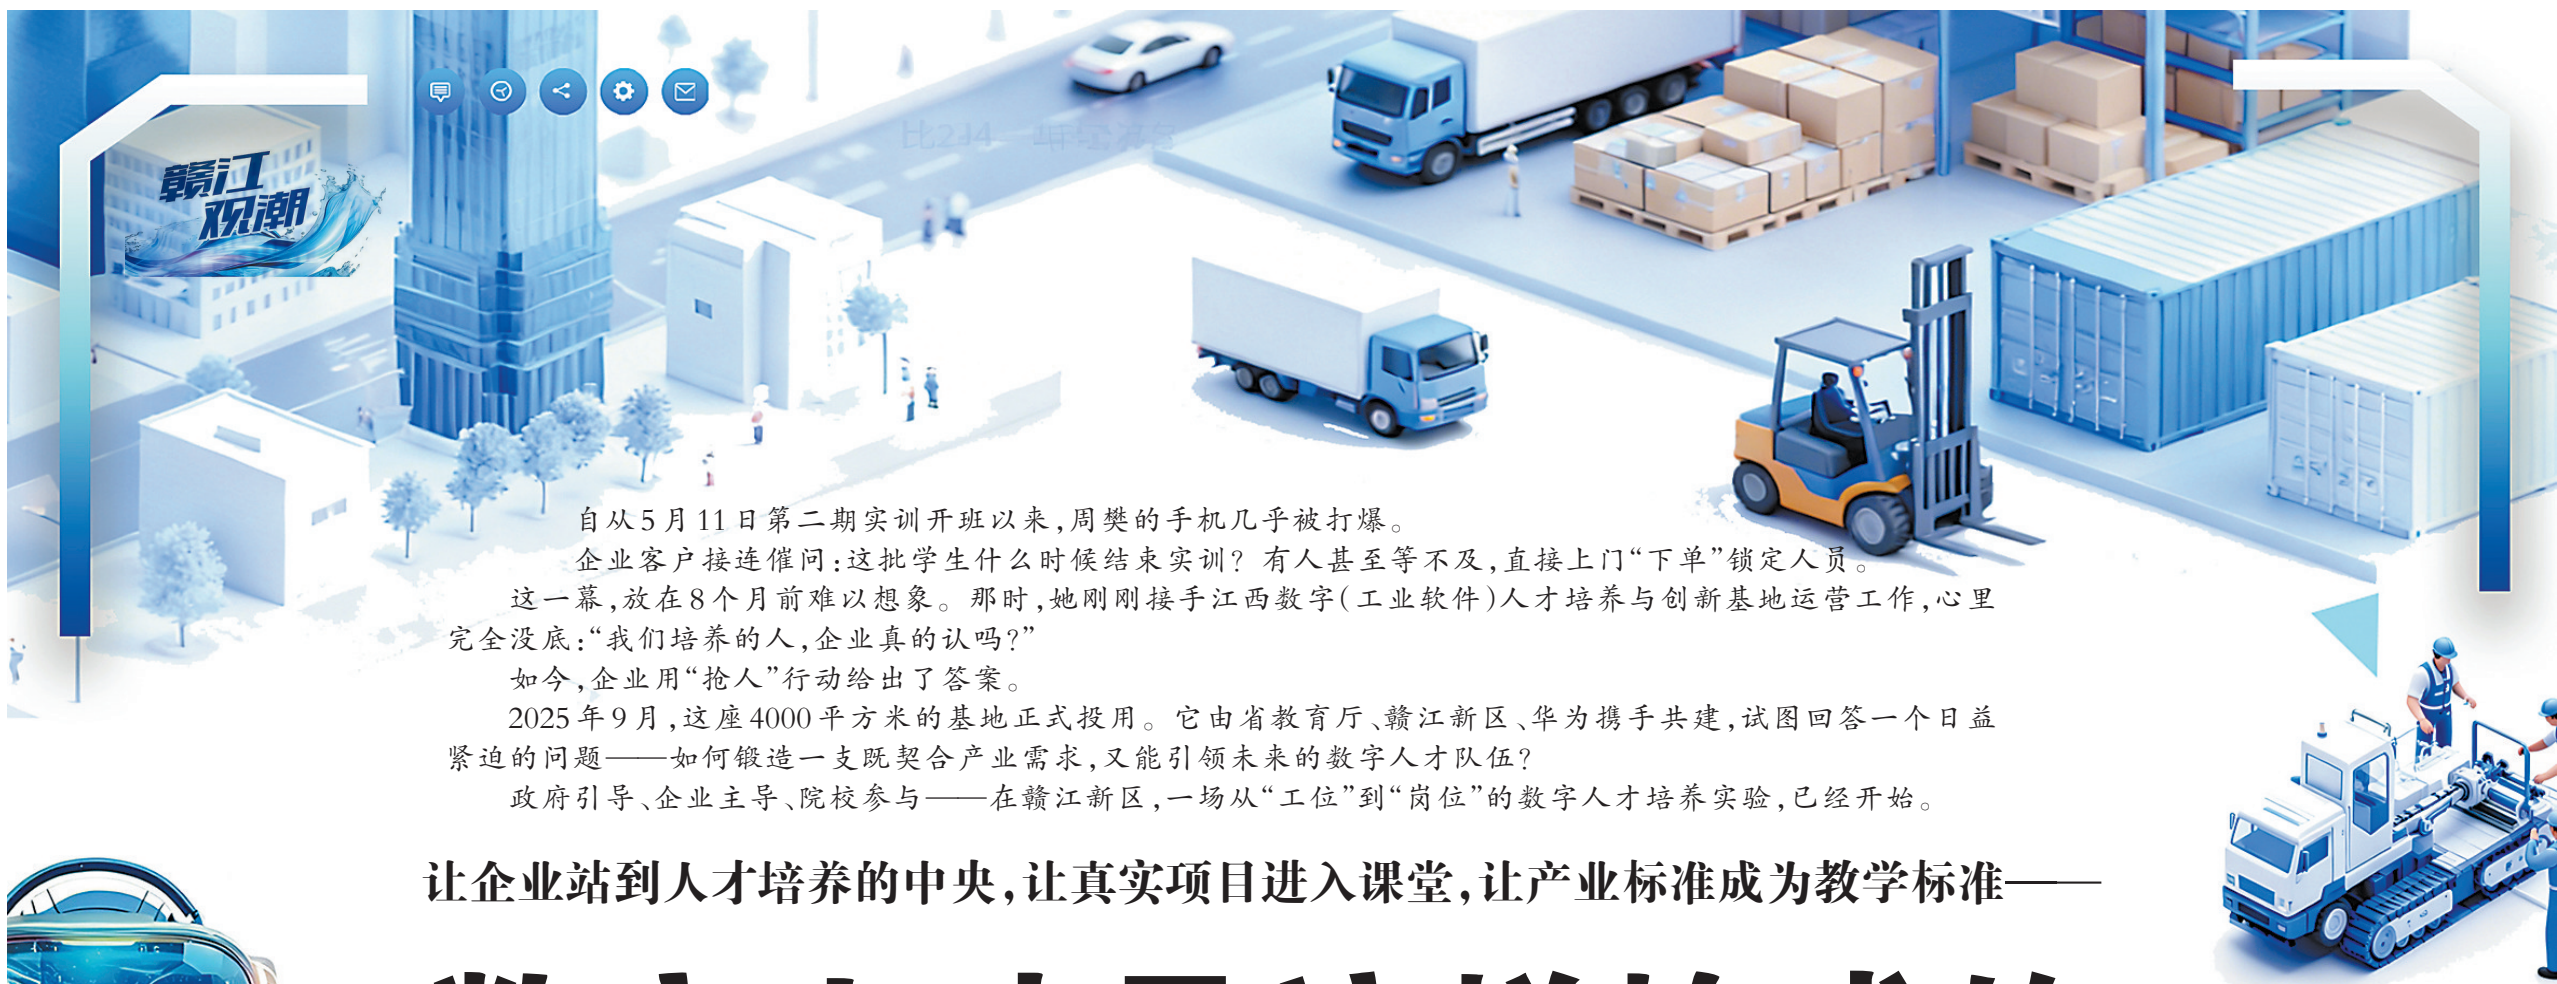 赣江
观潮
自从5月11日第二期实训开班以来,周樊的手机几乎被打爆。
企业客户接连催问:这批学生什么时候结束实训？有人甚至等不及,直接上门“下单”锁定人员。
这一幕,放在8个月前难以想象。那时,她刚刚接手江西数字(工业软件)人才培养与创新基地运营工作,心里
完全没底:“我们培养的人,企业真的认吗?”
如今,企业用“抢人”行动给出了答案。
2025年9月,这座4000平方米的基地正式投用。它由省教育厅、赣江新区、华为携手共建,试图回答一个日益
紧迫的问题——如何锻造一支既契合产业需求,又能引领未来的数字人才队伍?
政府引导、企业主导、院校参与——在赣江新区,一场从“工位”到“岗位”的数字人才培养实验,已经开始。
让企业站到人才培养的中央,让真实项目进入课堂,让产业标准成为教学标准——